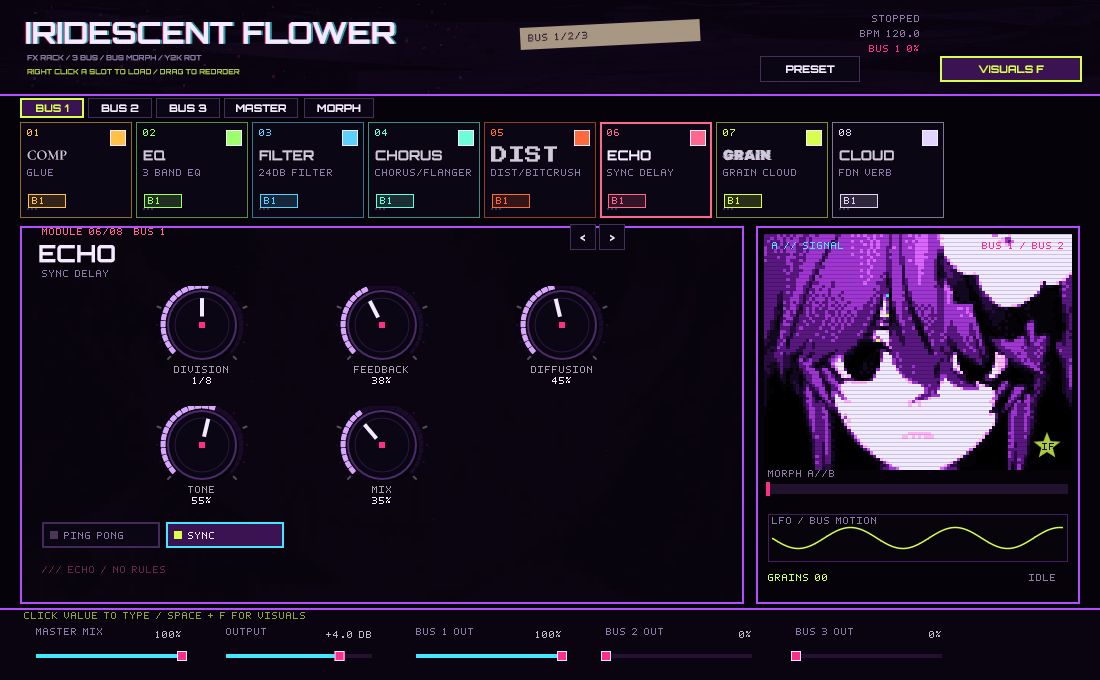 IRIDESCENT FLOWER
FX RACK / 3 BUS / BUS MORPH / Y2K ROT
RIGHT CLICK A SLOT TO LOAD / DRAG TO REORDER
BUS 1/2/3
STOPPED
BPM 120.0
BUS 1 0%
PRESET
VISUALS F
BUS 1
BUS 2
BUS 3
MASTER
MORPH
01
COMP
GLUE
B1
02
EQ
3 BAND EQ
B1
03
FILTER
24DB FILTER
B1
04
CHORUS
CHORUS/FLANGER
B1
05
DIST
DIST/BITCRUSH
B1
06
ECHO
SYNC DELAY
B1
07
GRAIN
GRAIN CLOUD
B1
08
CLOUD
FDN VERB
B1
MODULE 06/08 BUS 1
ECHO
SYNC DELAY
< >
DIVISION
1/8
FEEDBACK
38%
DIFFUSION
45%
TONE
55%
MIX
35%
PING PONG
SYNC
/// ECHO / NO RULES
A // SIGNAL
BUS 1 / BUS 2
IF
MORPH A//B
LFO / BUS MOTION
GRAINS 00
IDLE
CLICK VALUE TO TYPE / SPACE + F FOR VISUALS
MASTER MIX 100%
OUTPUT +4.0 DB
BUS 1 OUT 100%
BUS 2 OUT 0%
BUS 3 OUT 0%